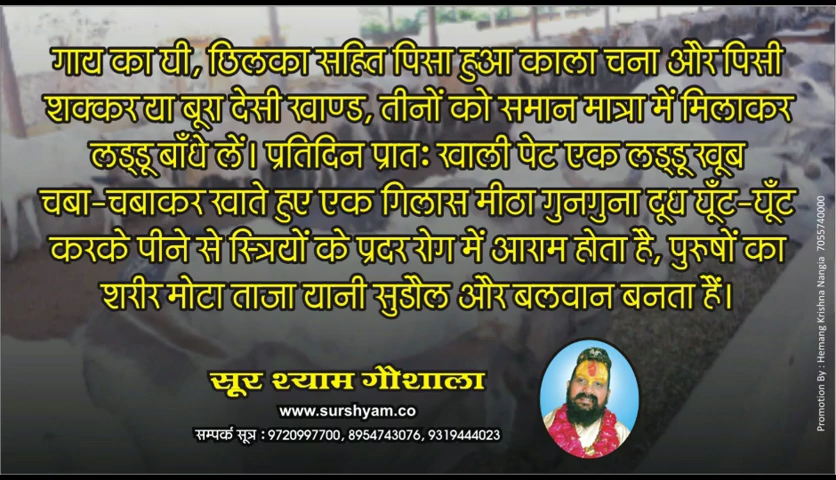 गाय का घी, छिलका सहित पिसा हुआ काला चना और पिसी
शक्कर या बूरा देसी खाण्ड, तीनों को समान मात्रा में मिलाकर
लड्डू बाँधे लें। प्रतिदिन प्रातः खाली पेट एक लड्डू खूब
चबा-चबाकर खाते हुए एक गिलास मीठा गुनगुना दूध घूँट-घूँट
करके पीने से स्त्रियों के प्रदर रोग में आराम होता है, पुरूषों का
शरीर मोटा ताजा यानी सुडौल और बलवान बनता हैं।
सूर श्याम गौशाला
www.surshyam.co
सम्पर्क सूत्र : 9720997700, 8954743076, 9319444023
Promotion By : Hemang Krishna Nangia 7055740000